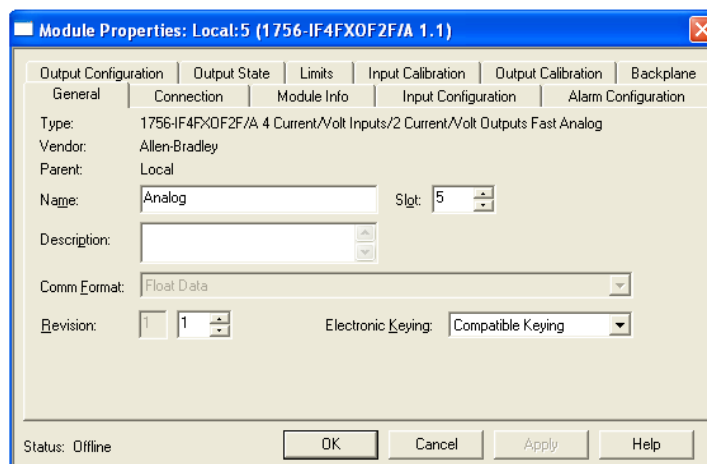 Module Properties: Local:5 (1756-IF4FXOF2F/A 1.1)
Output Configuration Output State Limits Input Calibration Output Calibration Backplane
General Connection Module Info Input Configuration Alarm Configuration
Type: 1756-IF4FXOF2F/A 4 Current/Volt Inputs/2 Current/Volt Outputs Fast Analog
Vendor: Allen-Bradley
Parent: Local
Name: Analog Slot: 5
Description:
Comm Format: Float Data
Revision: 1 1 Electronic Keying: Compatible Keying
Status: Offline OK Cancel Apply Help